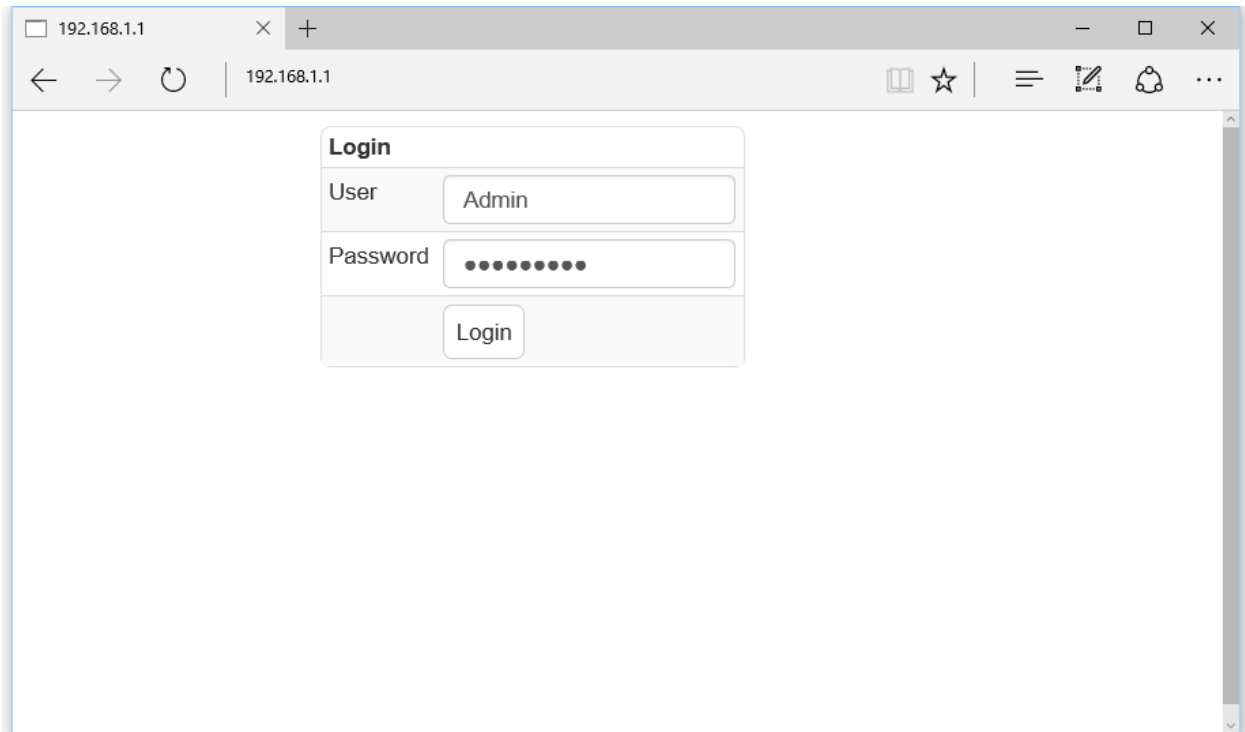 192.168.1.1
192.168.1.1
Login
User Admin
Password •••••••••
Login